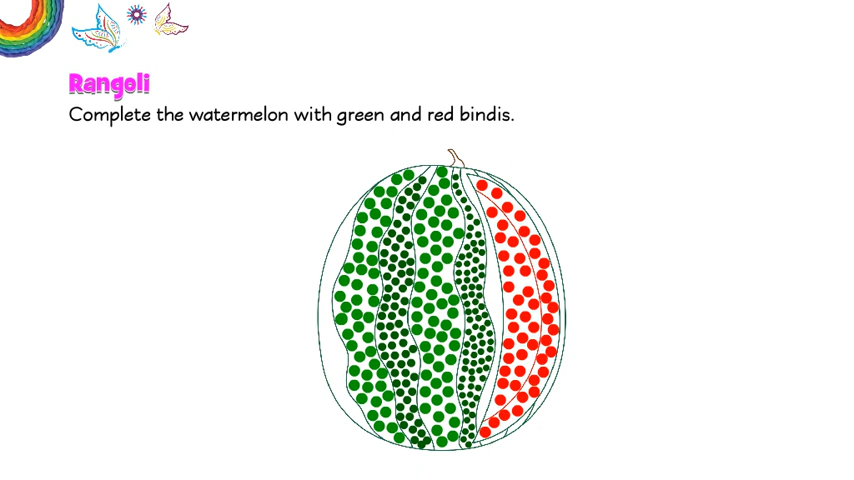 Rangoli
Complete the watermelon with green and red bindis.